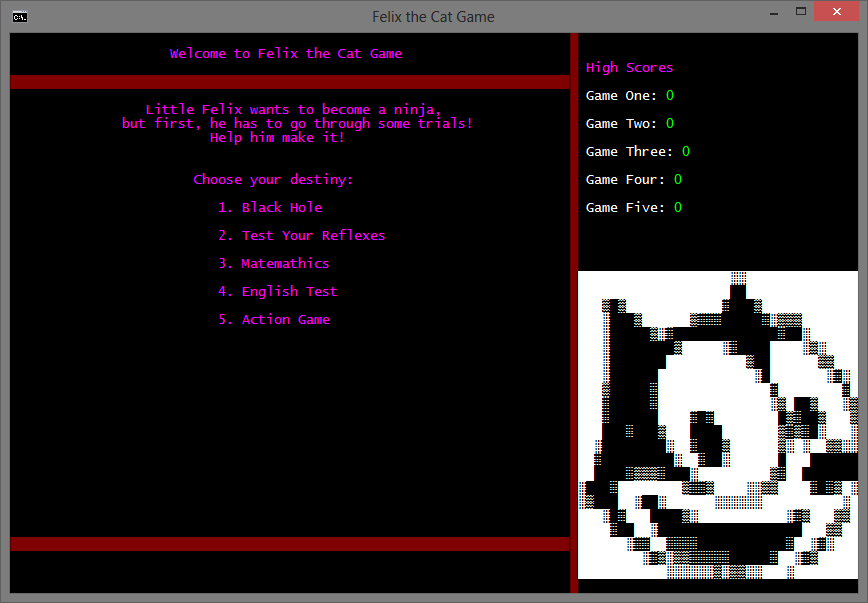 Felix the Cat Game
Welcome to Felix the Cat Game
Little Felix wants to become a ninja,
but first, he has to go through some trials!
Help him make it!
Choose your destiny:
1. Black Hole
2. Test Your Reflexes
3. Matemathics
4. English Test
5. Action Game
High Scores
Game One: 0
Game Two: 0
Game Three: 0
Game Four: 0
Game Five: 0